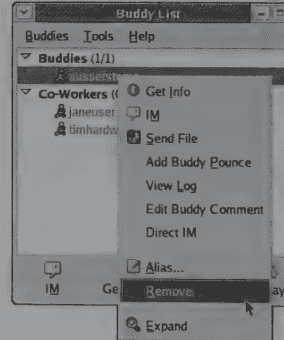 Buddy List
Buddies Tools Help
Buddies (1/1)
Co-Workers
janeuser
Get Info
IM
timhardw
Send File
Add Buddy Pounce
View Log
Edit Buddy Comment
Direct IM
Alias...
IM
Remove
Expand